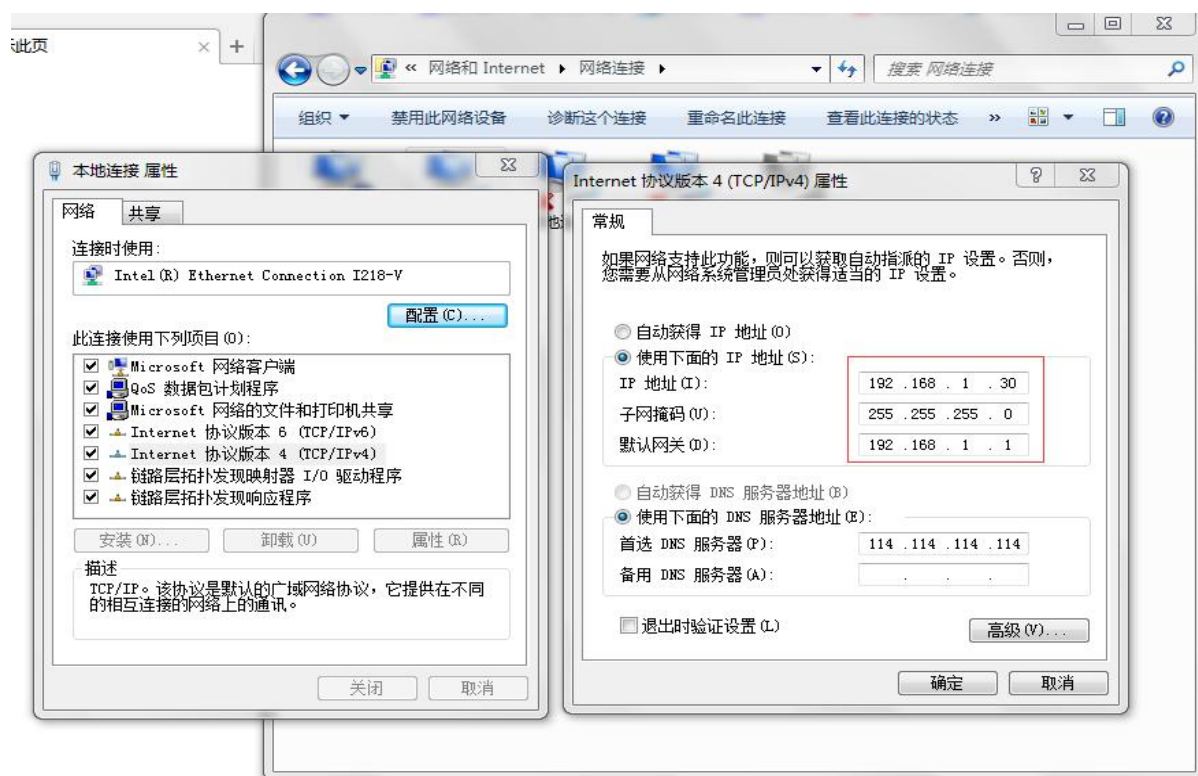 此页
网络和 Internet
网络连接
搜索 网络连接
组织
禁用此网络设备
诊断这个连接
重命名此连接
查看此连接的状态
本地连接 属性
网络
共享
连接时使用:
Intel(R) Ethernet Connection I218-V
配置(C)...
此连接使用下列项目(O):
Microsoft 网络客户端
QoS 数据包计划程序
Microsoft 网络的文件和打印机共享
Internet 协议版本 6 (TCP/IPv6)
Internet 协议版本 4 (TCP/IPv4)
链路层拓扑发现映射器 I/O 驱动程序
链路层拓扑发现响应程序
安装(N)...
卸载(U)
属性(R)
描述
TCP/IP。该协议是默认的广域网络协议，它提供在不同
的相互连接的网络上的通讯。
关闭
取消
Internet 协议版本 4 (TCP/IPv4) 属性
常规
如果网络支持此功能，则可以获取自动指派的 IP 设置。否则，
您需要从网络系统管理员处获得适当的 IP 设置。
自动获得 IP 地址(O)
使用下面的 IP 地址(S):
IP 地址(I):
192 .168 . 1 . 30
子网掩码(U):
255 .255 .255 . 0
默认网关(D):
192 .168 . 1 . 1
自动获得 DNS 服务器地址(B)
使用下面的 DNS 服务器地址(E):
首选 DNS 服务器(P):
114 .114 .114 .114
备用 DNS 服务器(A):
退出时验证设置(L)
高级(V)...
确定
取消